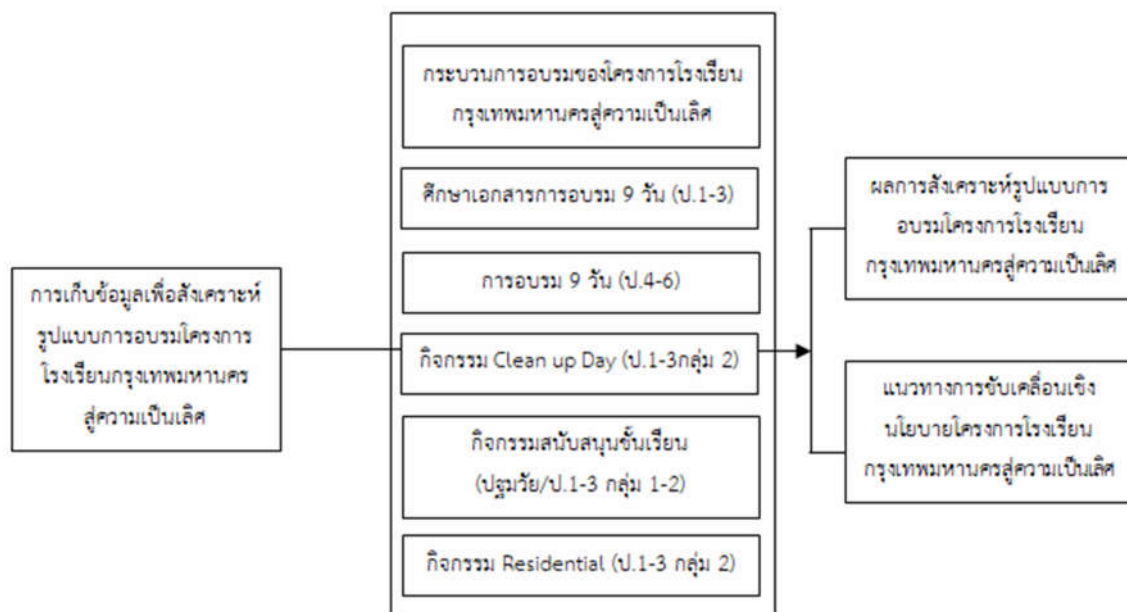 การเก็บข้อมูลเพื่อสังเคราะห์
รูปแบบการอบรมโครงการ
โรงเรียนกรุงเทพมหานคร
สู่ความเป็นเลิศ
กระบวนการอบรมของโครงการโรงเรียน
กรุงเทพมหานครสู่ความเป็นเลิศ
ศึกษาเอกสารการอบรม 9 วัน (ป.1-3)
การอบรม 9 วัน (ป.4-6)
กิจกรรม Clean up Day (ป.1-3กลุ่ม 2)
กิจกรรมสนับสนุนชั้นเรียน
(ปฐมวัย/ป.1-3 กลุ่ม 1-2)
กิจกรรม Residential (ป.1-3 กลุ่ม 2)
ผลการสังเคราะห์รูปแบบการ
อบรมโครงการโรงเรียน
กรุงเทพมหานครสู่ความเป็นเลิศ
แนวทางการขับเคลื่อนเชิง
นโยบายโครงการโรงเรียน
กรุงเทพมหานครสู่ความเป็นเลิศ